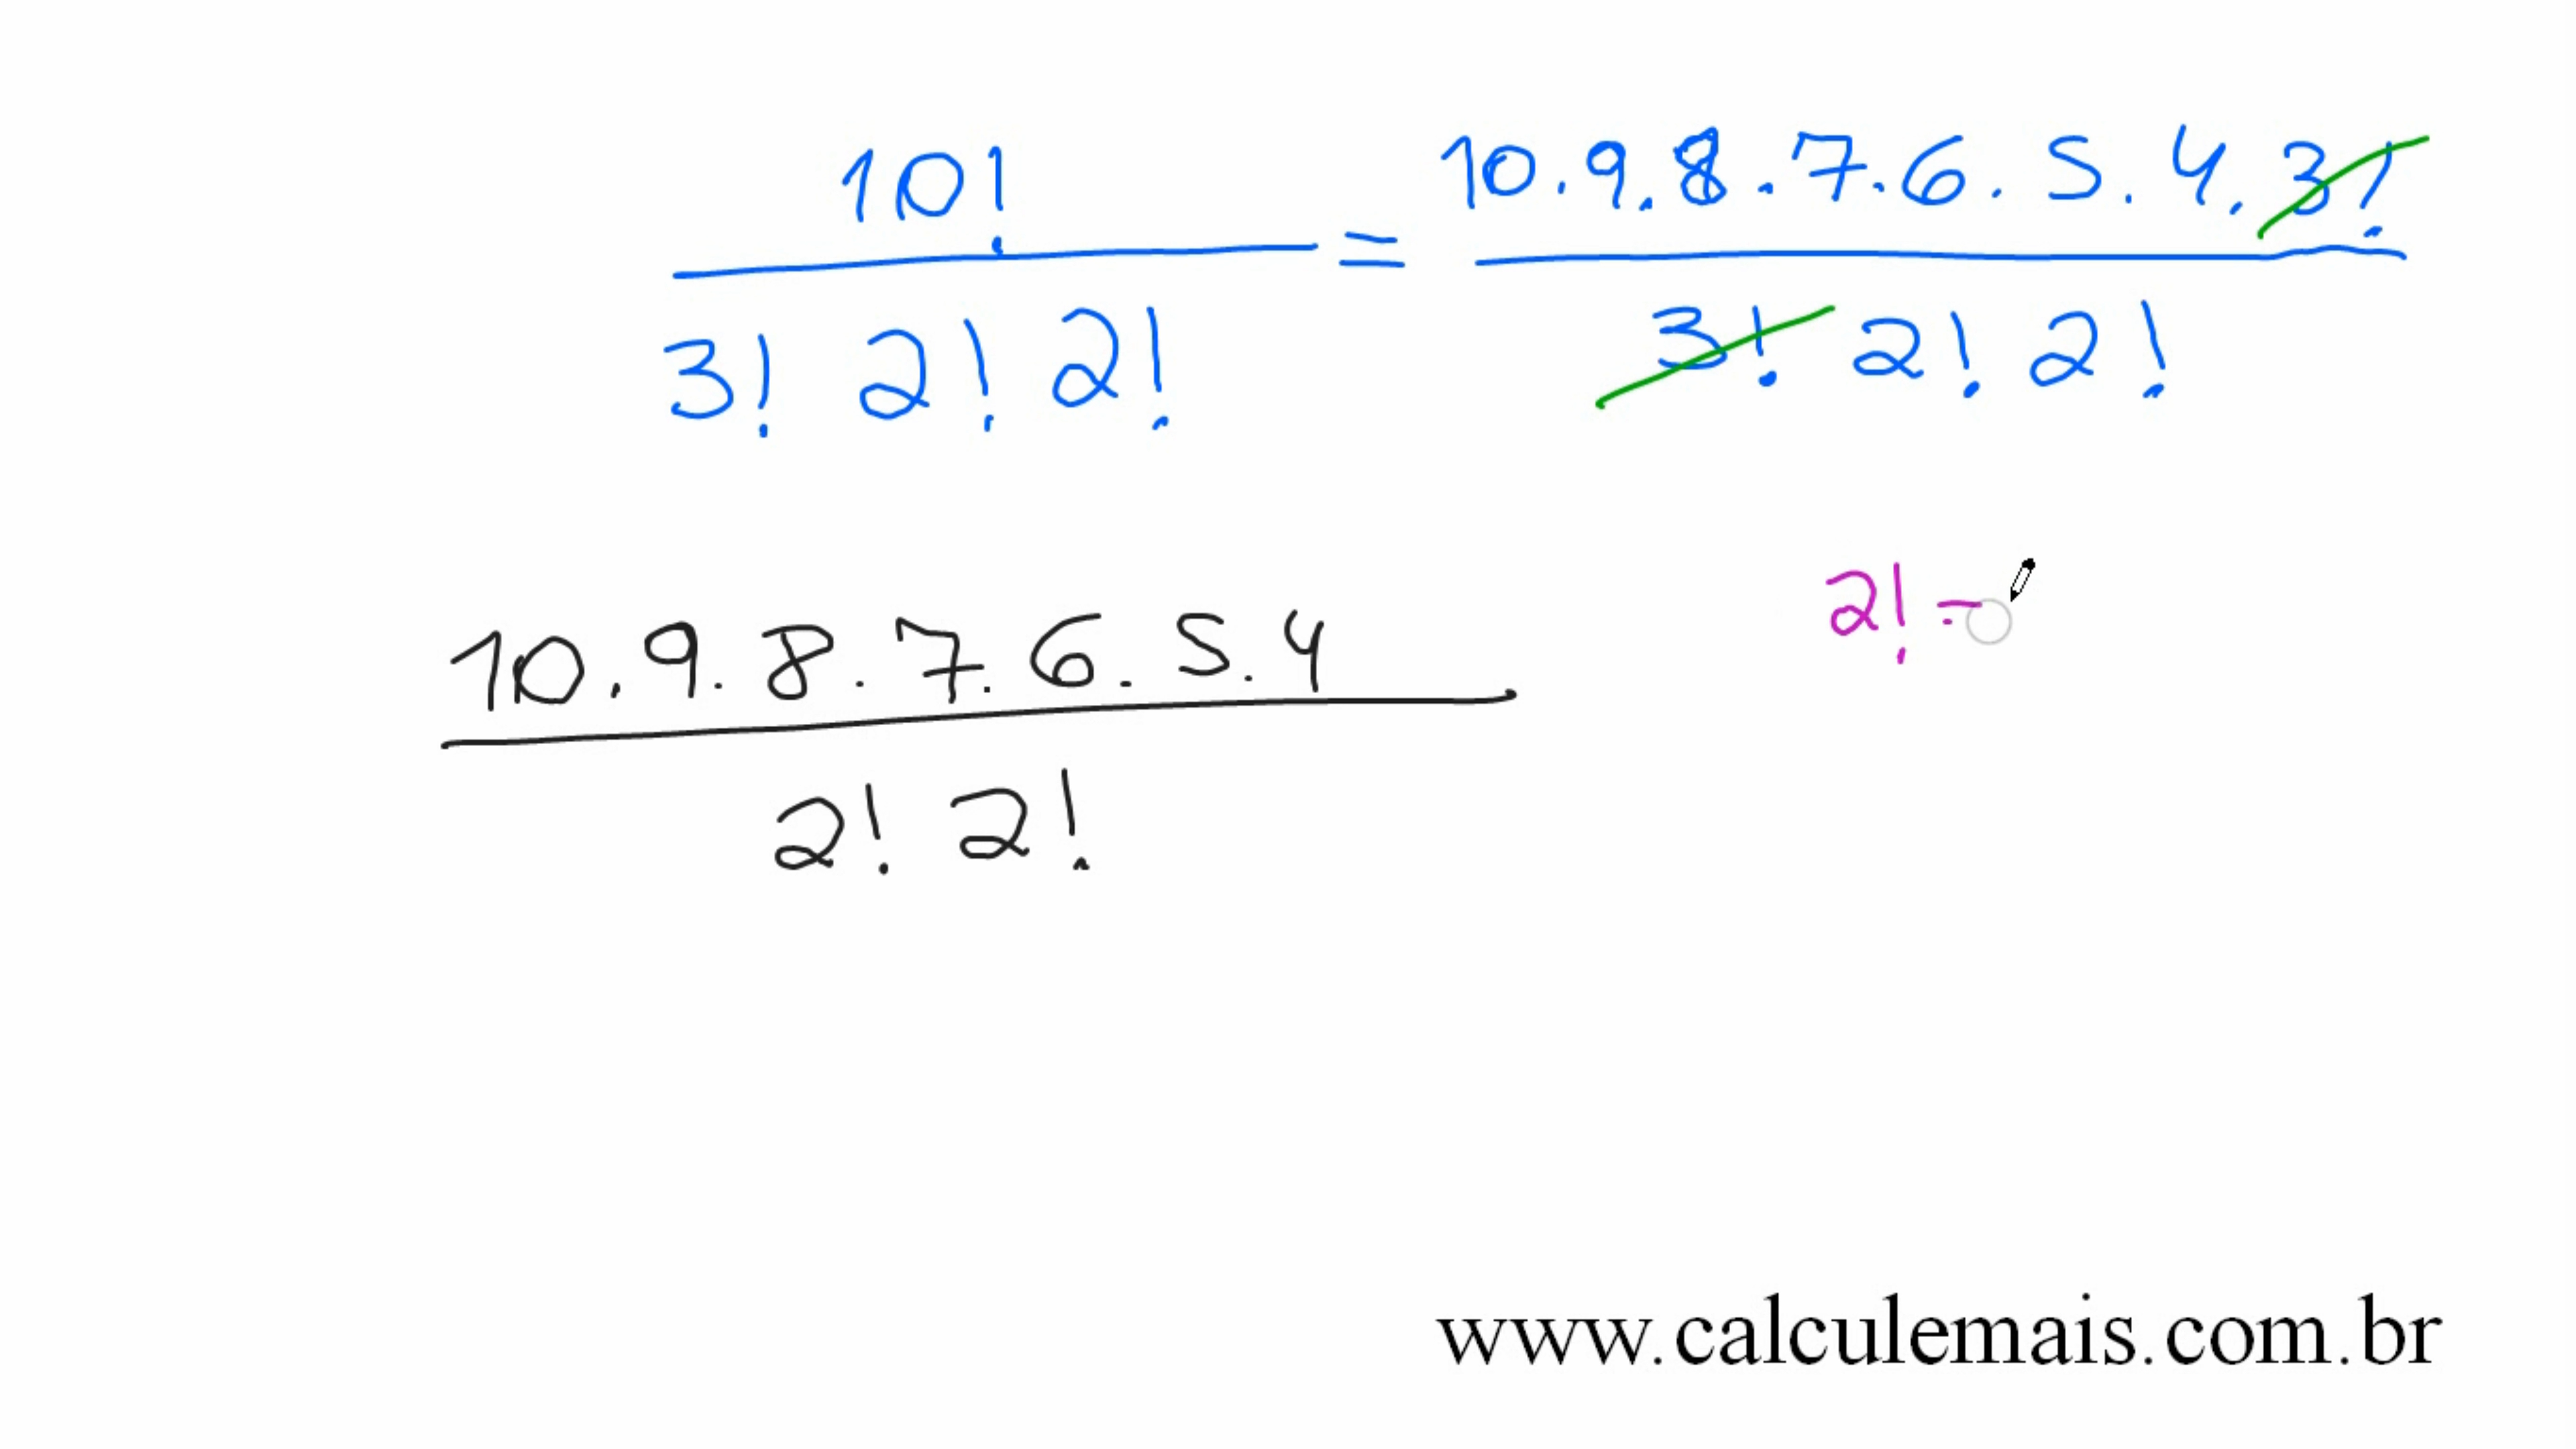 10! = 10.9.8.7.6.5.4.3!
3! 2! 2! 3! 2! 2!
10.9.8.7.6.5.4
2! 2!
2! =
www.calculemais.com.br